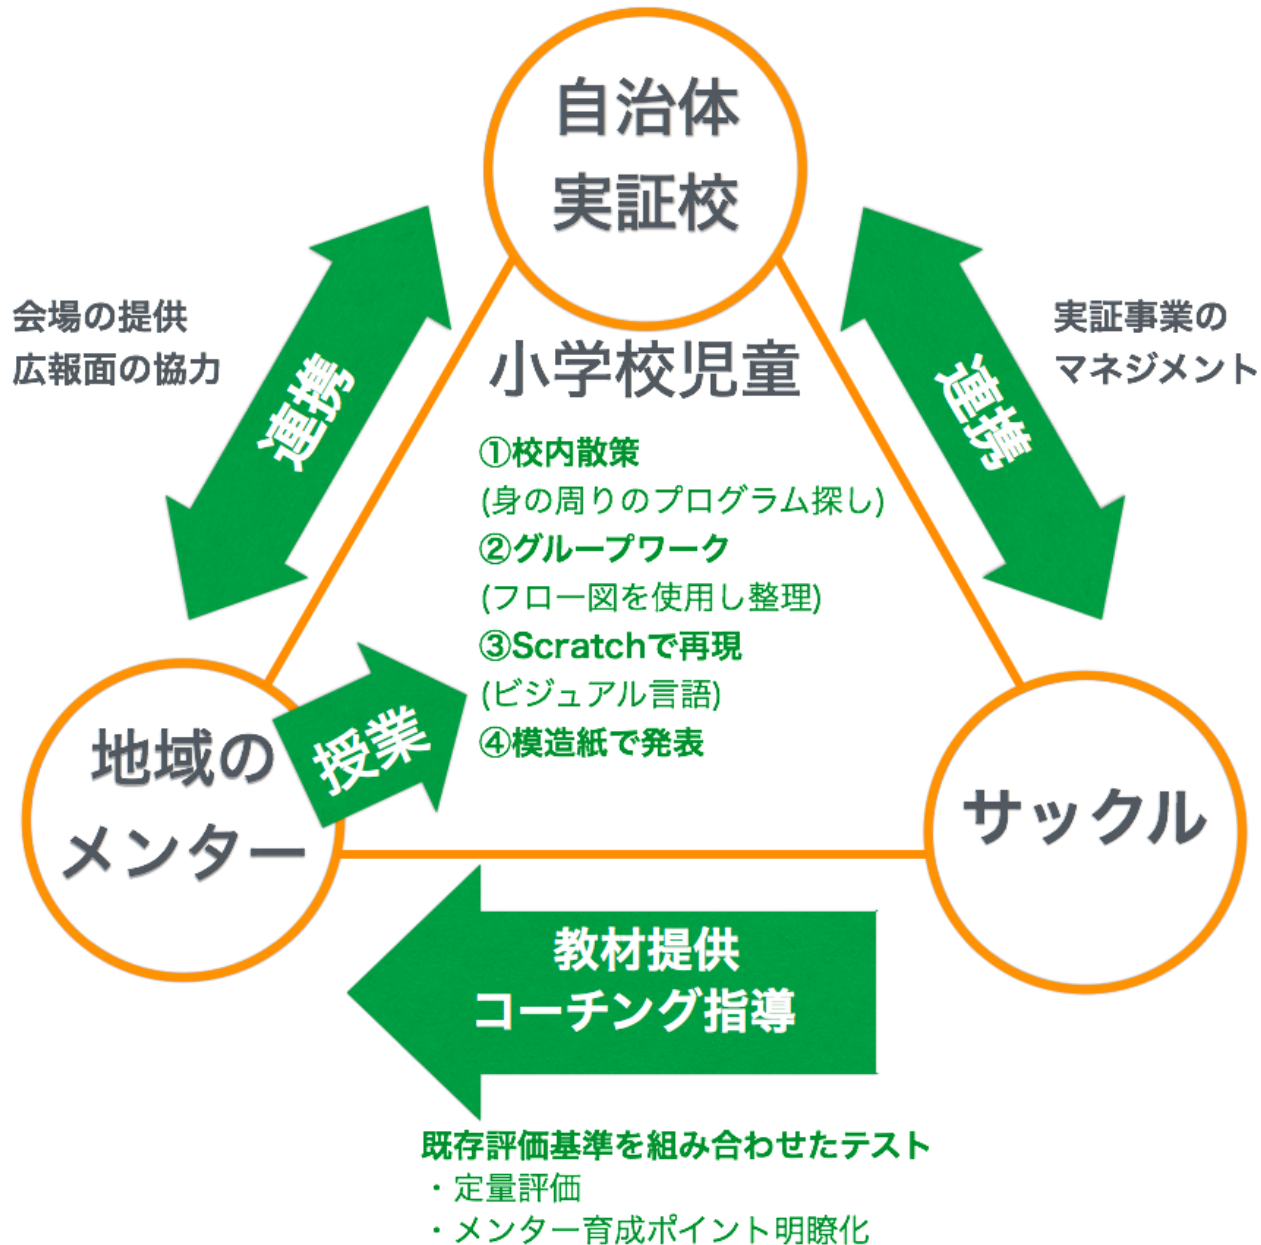 自治体
実証校
会場の提供
広報面の協力
連携
実証事業の
マネジメント
連携
小学校児童
①校内散策
(身の周りのプログラム探し)
②グループワーク
(フロー図を使用し整理)
③Scratchで再現
(ビジュアル言語)
④模造紙で発表
地域の
メンター
授業
サックル
教材提供
コーチング指導
既存評価基準を組み合わせたテスト
・定量評価
・メンター育成ポイント明瞭化